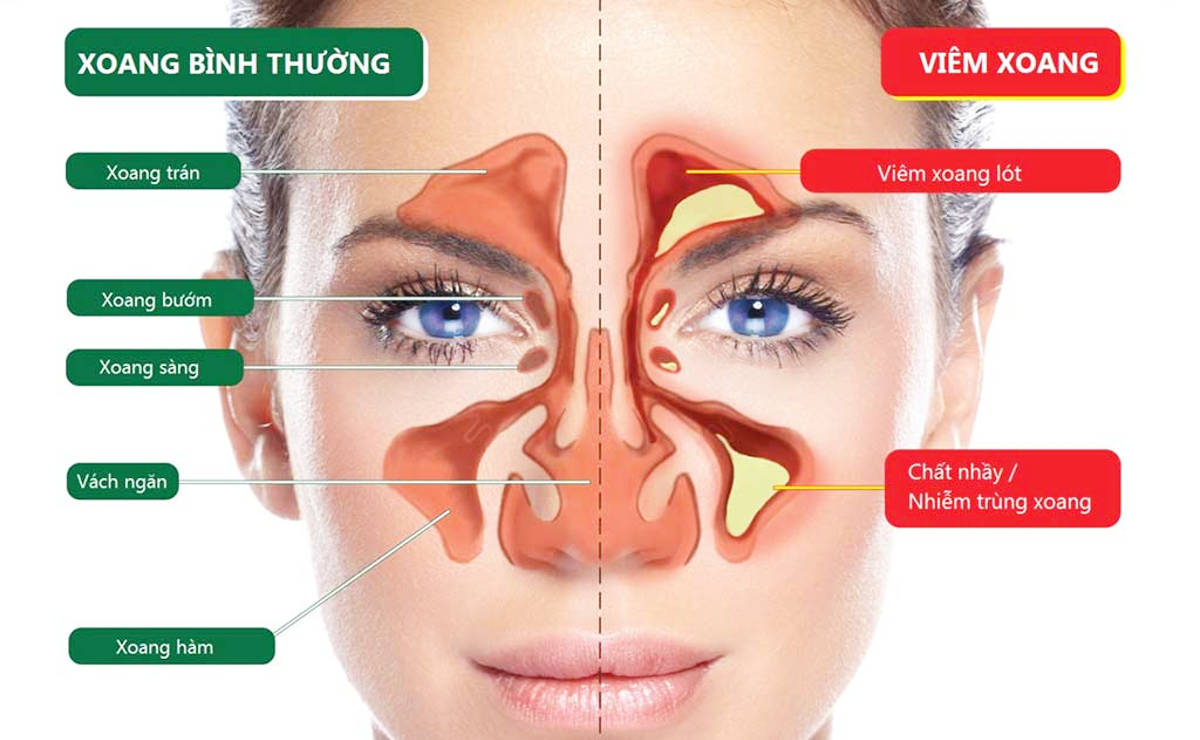 XOANG BÌNH THƯỜNG
VIÊM XOANG
Xoang trán
Viêm xoang lót
Xoang bướm
Xoang sàng
Vách ngăn
Chất nhầy /
Nhiễm trùng xoang
Xoang hàm